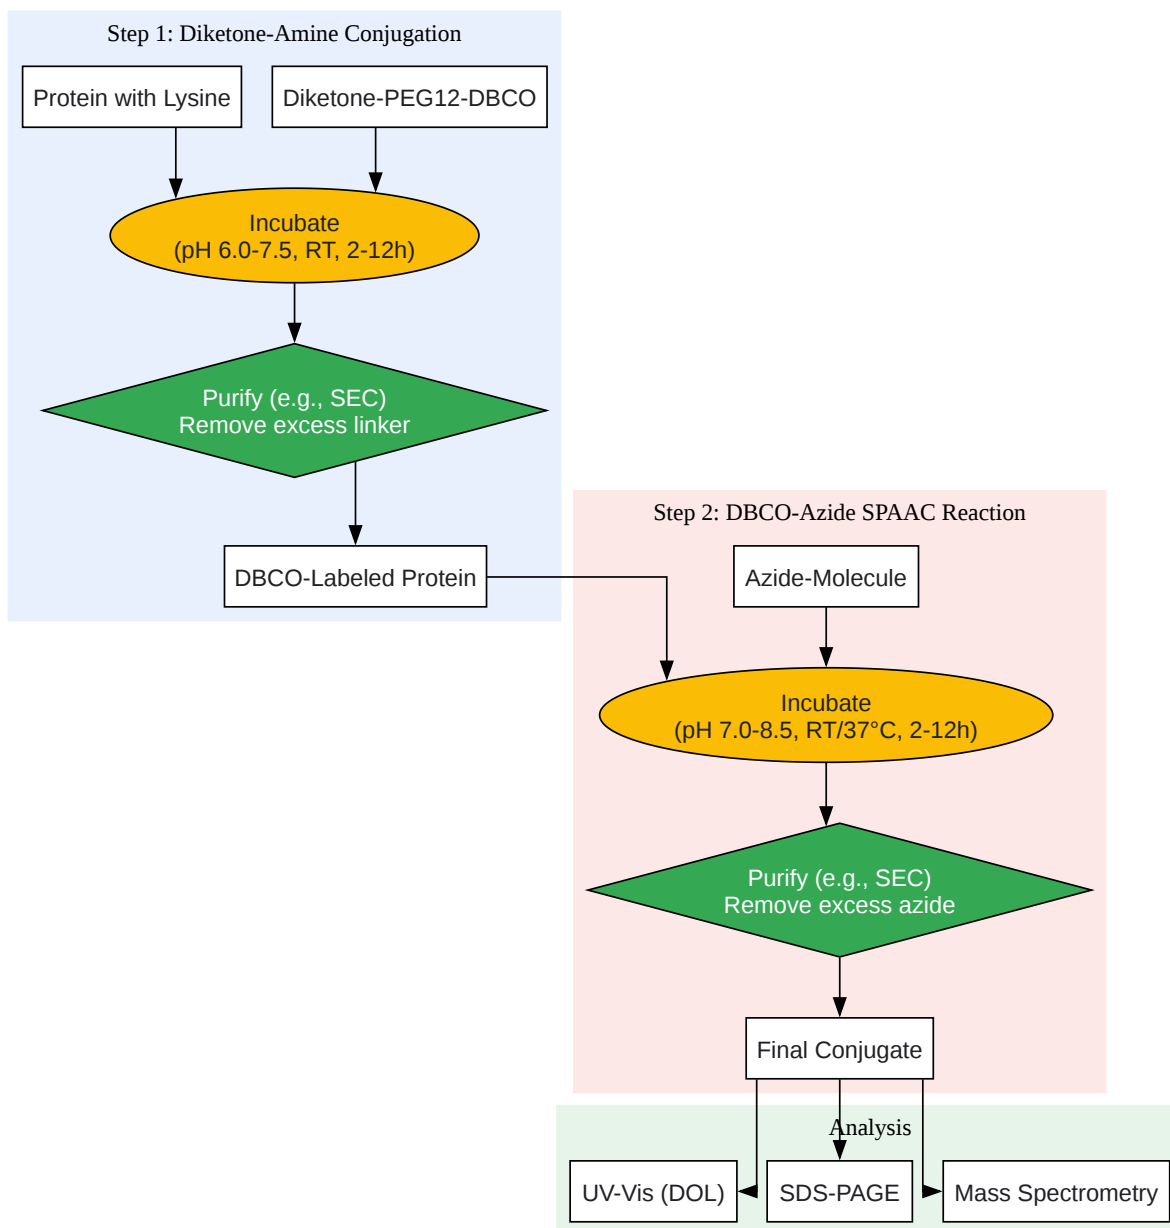 Step 1: Diketone-Amine Conjugation
Protein with Lysine
Diketone-PEG12-DBCO
Incubate
(pH 6.0-7.5, RT, 2-12h)
Purify (e.g., SEC)
Remove excess linker
DBCO-Labeled Protein
Step 2: DBCO-Azide SPAAC Reaction
Azide-Molecule
Incubate
(pH 7.0-8.5, RT/37°C, 2-12h)
Purify (e.g., SEC)
Remove excess azide
Final Conjugate
Analysis
UV-Vis (DOL)
SDS-PAGE
Mass Spectrometry